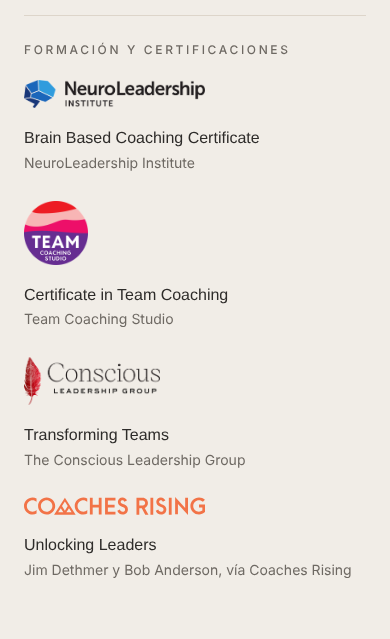 FORMACIÓN Y CERTIFICACIONES
NeuroLeadership
INSTITUTE
Brain Based Coaching Certificate
NeuroLeadership Institute
TEAM
COACHING
STUDIO
Certificate in Team Coaching
Team Coaching Studio
Conscious
LEADERSHIP GROUP
Transforming Teams
The Conscious Leadership Group
COACHES RISING
Unlocking Leaders
Jim Dethmer y Bob Anderson, vía Coaches Rising